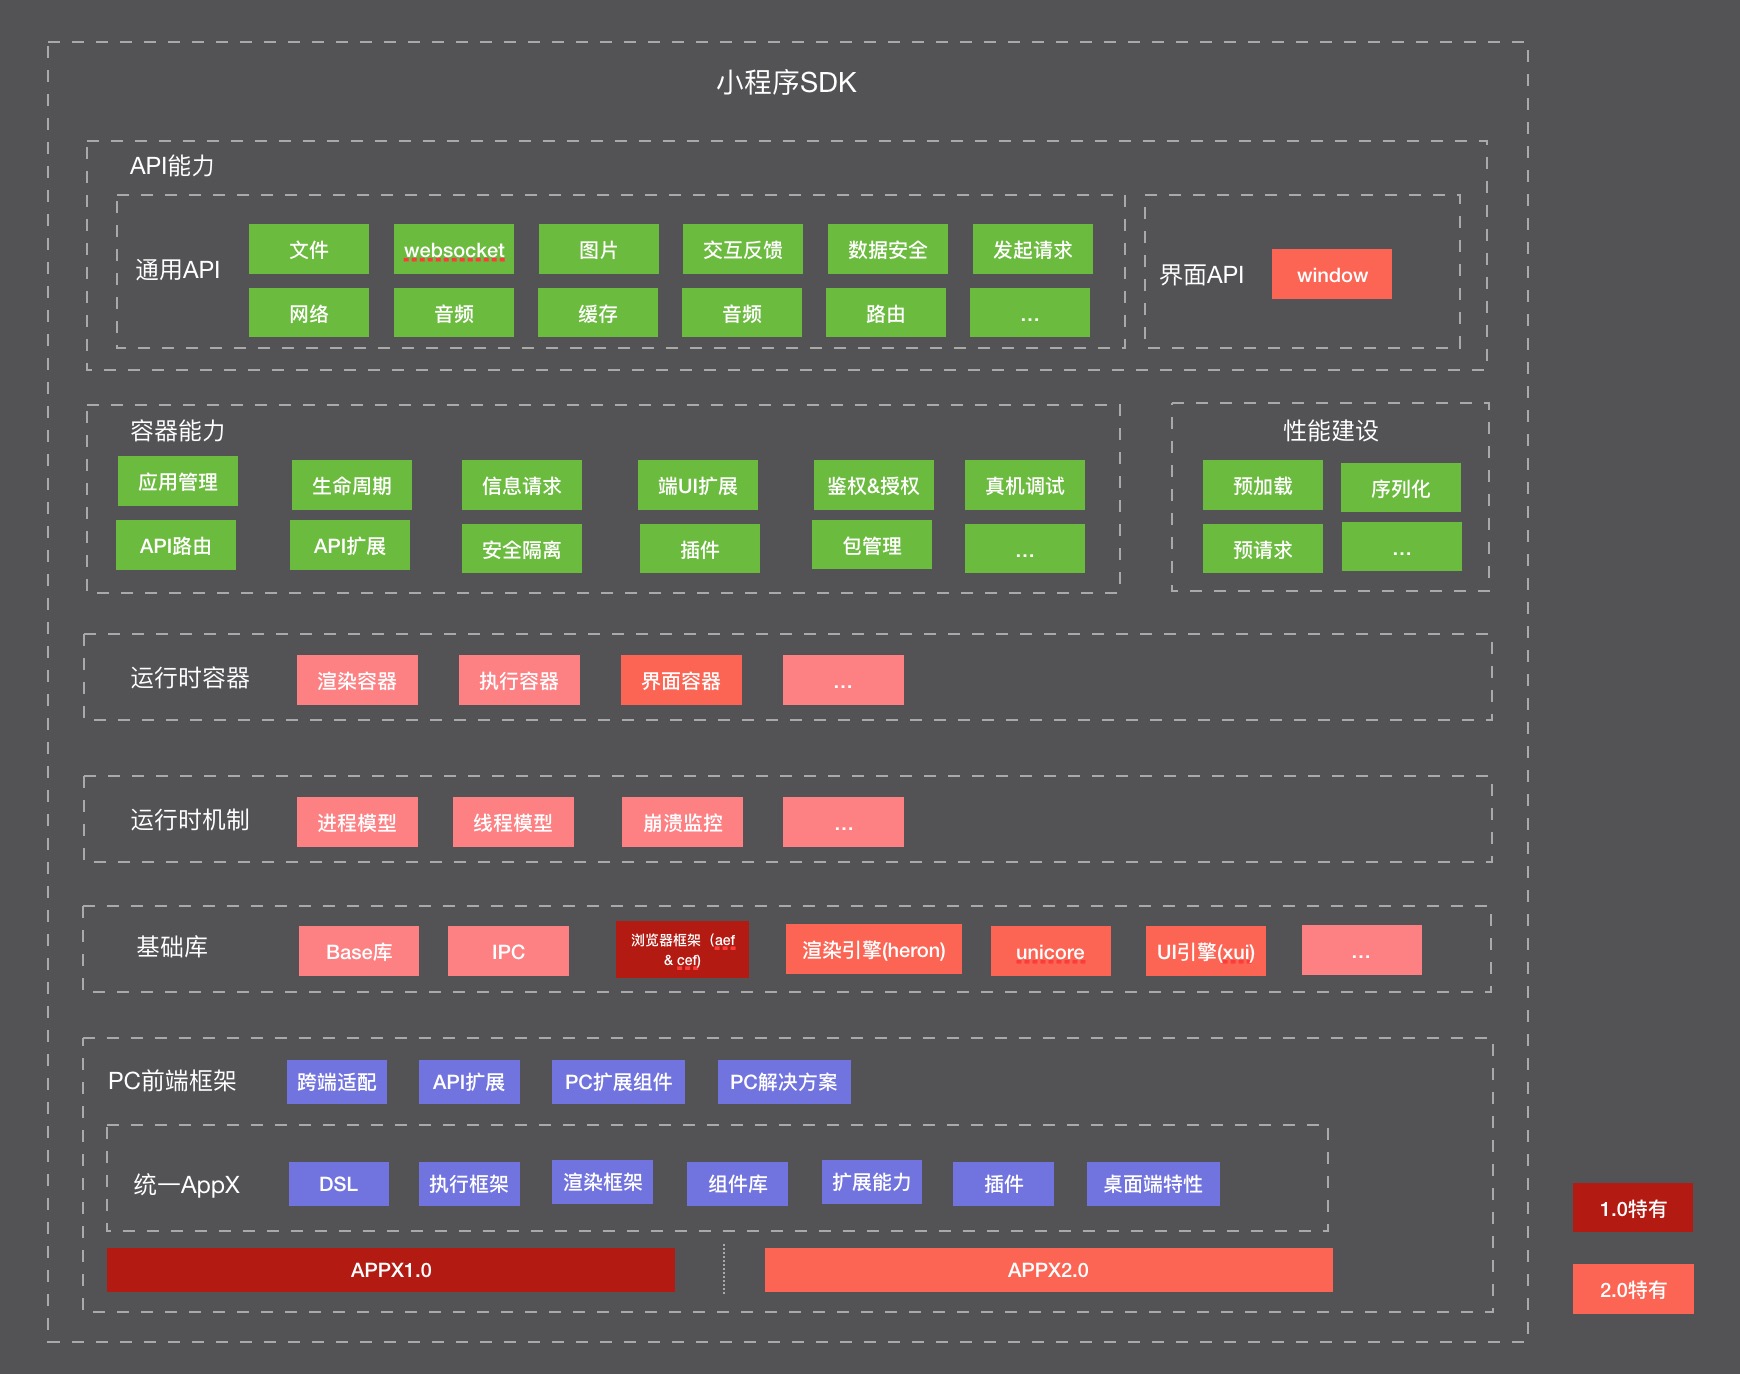 小程序SDK
API能力
通用API
文件
websocket
图片
交互反馈
数据安全
发起请求
网络
音频
缓存
音频
路由
...
界面API
window
容器能力
应用管理
生命周期
信息请求
端UI扩展
鉴权&授权
真机调试
API路由
API扩展
安全隔离
插件
包管理
...
性能建设
预加载
序列化
预请求
...
运行时容器
渲染容器
执行容器
界面容器
...
运行时机制
进程模型
线程模型
崩溃监控
...
基础库
Base库
IPC
浏览器框架（aef
& cef)
渲染引擎(heron)
unicore
UI引擎(xui)
...
PC前端框架
跨端适配
API扩展
PC扩展组件
PC解决方案
统一AppX
DSL
执行框架
渲染框架
组件库
扩展能力
插件
桌面端特性
APPX1.0
APPX2.0
1.0特有
2.0特有